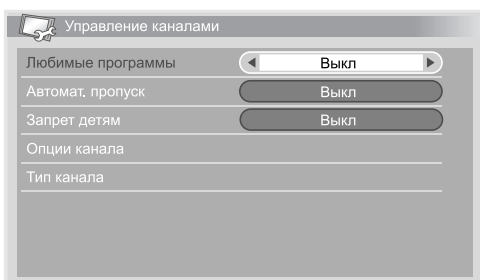 Управление каналами
Любимые программы Выкл
Автомат. пропуск Выкл
Запрет детям Выкл
Опции канала
Тип канала